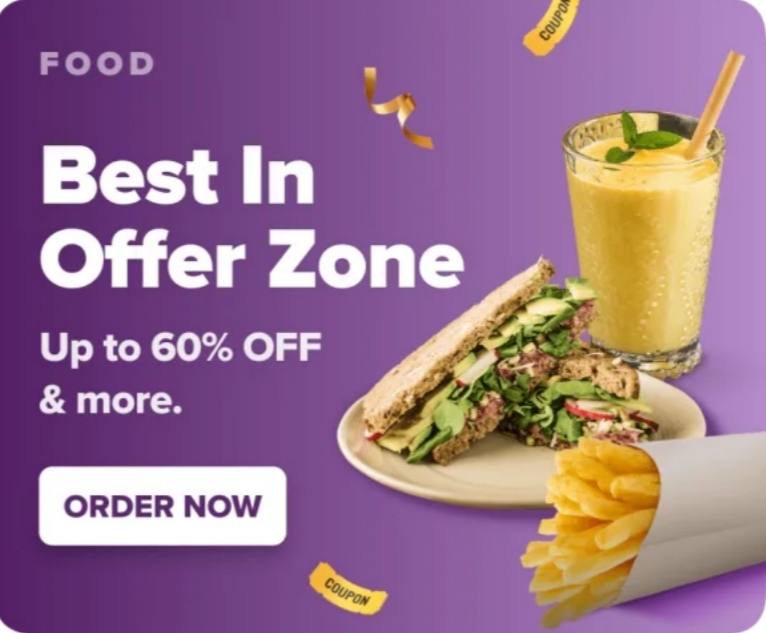 COUPON
FOOD
Best In
Offer Zone
Up to 60% OFF
& more.
ORDER NOW
COUPON